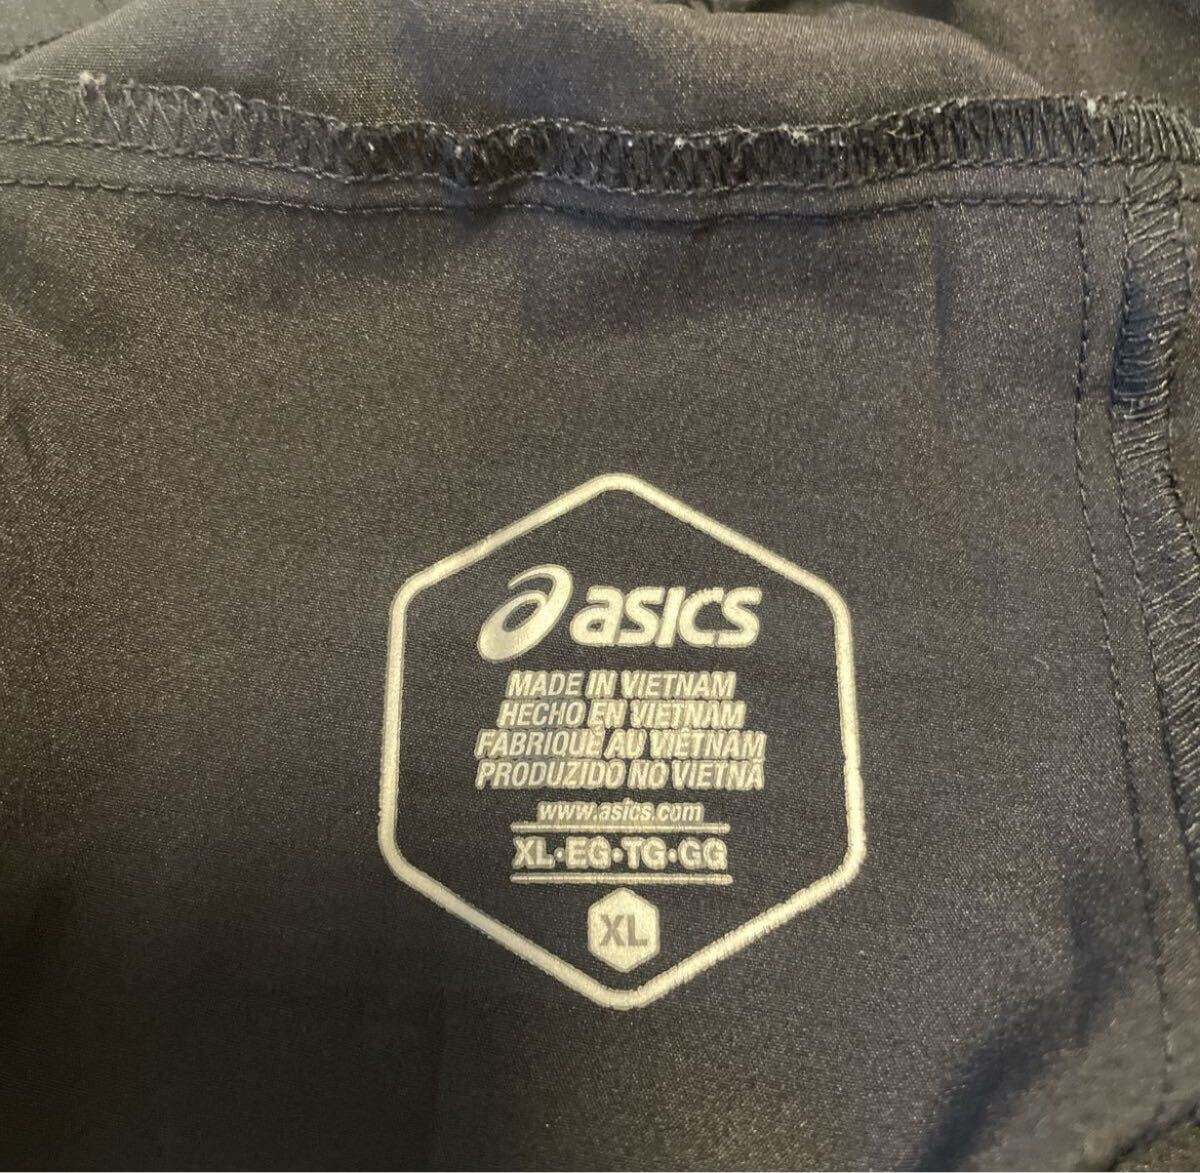 asics
MADE IN VIETNAM
HECHO EN VIETNAM
FABRIQUÉ AU VIÊTNAM
PRODUZIDO NO VIETNÃ
www.asics.com
XL·EG·TG·GG
XL